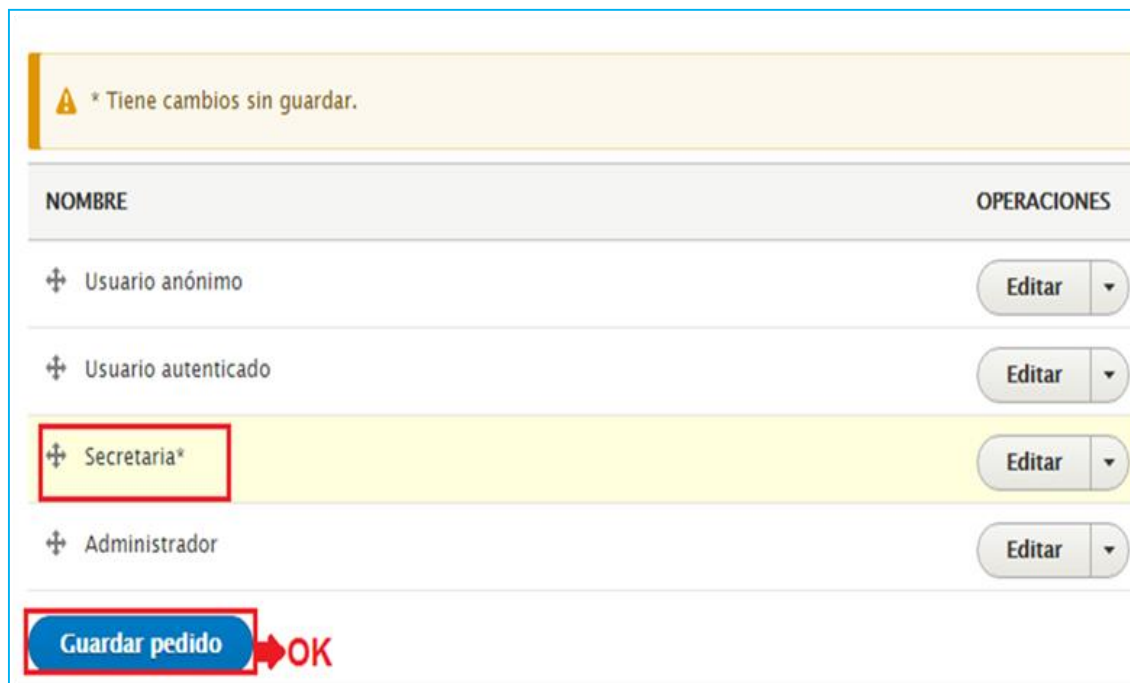 * Tiene cambios sin guardar.
NOMBRE OPERACIONES
Usuario anónimo Editar
Usuario autenticado Editar
Secretaria* Editar
Administrador Editar
Guardar pedido OK